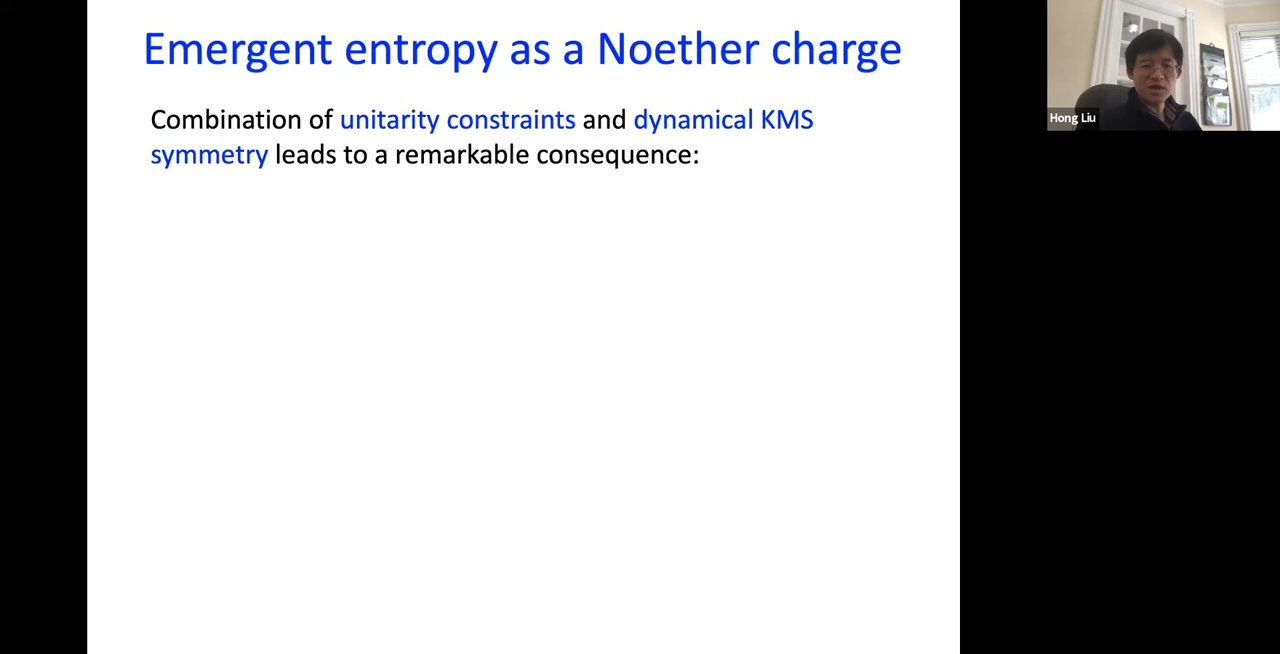 Emergent entropy as a Noether charge
Combination of unitarity constraints and dynamical KMS
symmetry leads to a remarkable consequence:
Hong Liu